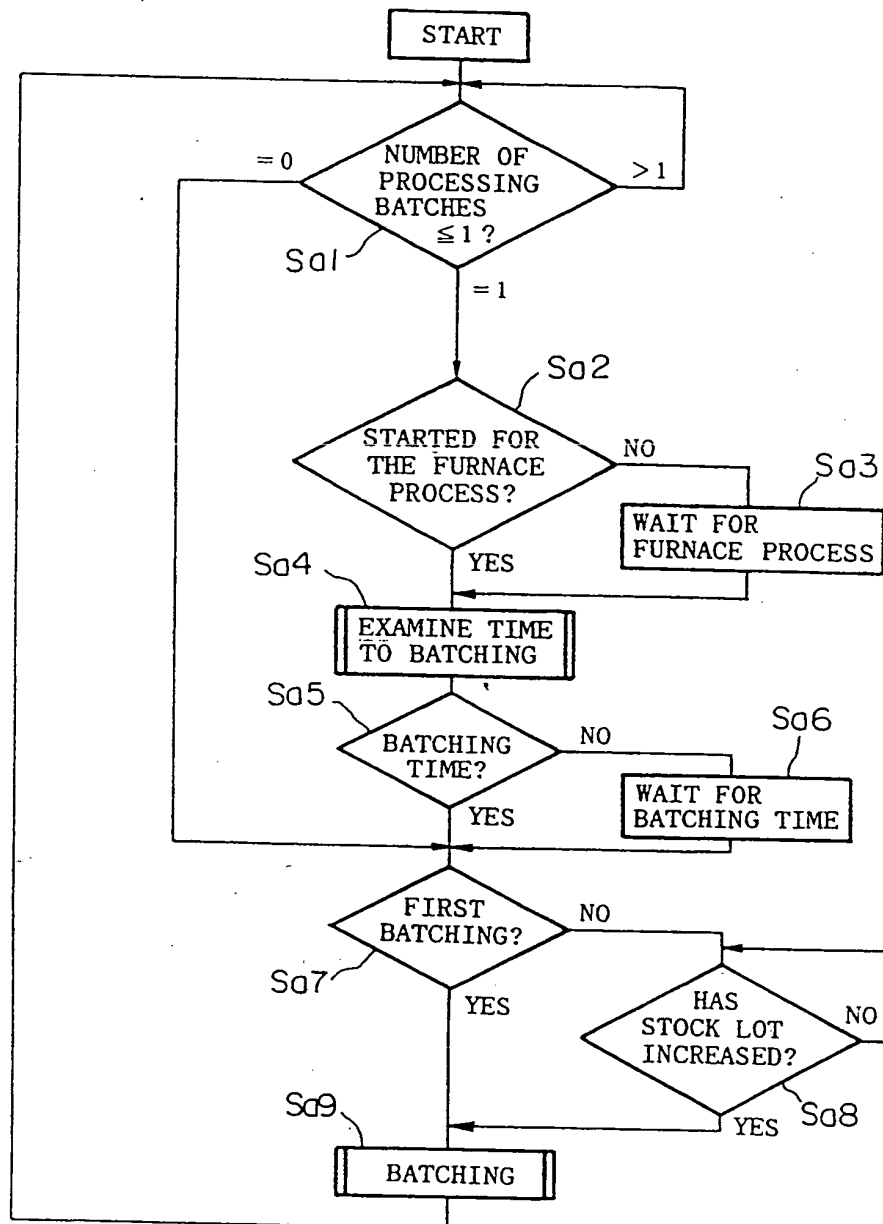 START
= 0
NUMBER OF
PROCESSING
BATCHES
≦ 1 ?
> 1
Sa1
= 1
Sa2
STARTED FOR
THE FURNACE
PROCESS?
NO
Sa3
WAIT FOR
FURNACE PROCESS
YES
Sa4
EXAMINE TIME
TO BATCHING
Sa5
BATCHING
TIME?
NO
Sa6
WAIT FOR
BATCHING TIME
YES
FIRST
BATCHING?
NO
Sa7
YES
HAS
STOCK LOT
INCREASED?
NO
Sa8
YES
Sa9
BATCHING